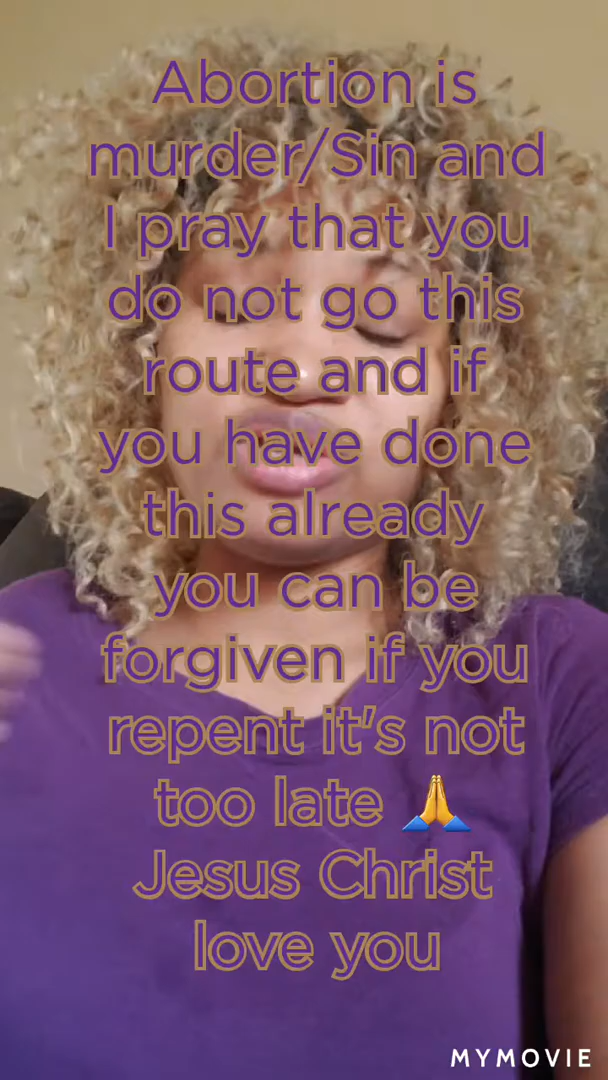 Abortion is
murder/Sin and
I pray that you
do not go this
route and if
you have done
this already
you can be
forgiven if you
repent it's not
too late 🙏
Jesus Christ
love you
MYMOVIE